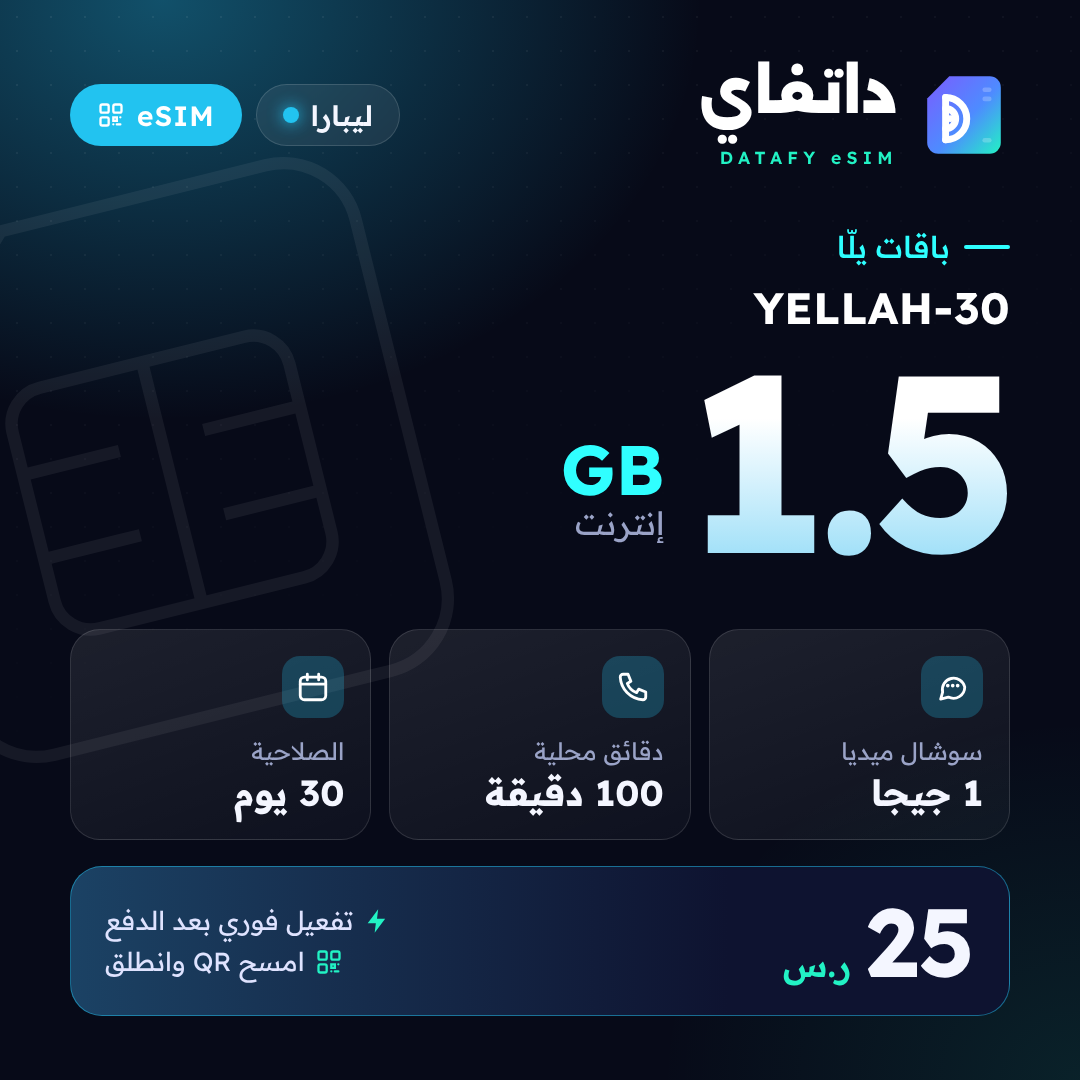 داتفاي
DATAFY eSIM
ليبارا
eSIM
باقات يلّا
YELLAH-30
1.5
GB
إنترنت
سوشال ميديا
1 جيجا
دقائق محلية
100 دقيقة
الصلاحية
30 يوم
25 ر.س
تفعيل فوري بعد الدفع
امسح QR وانطلق